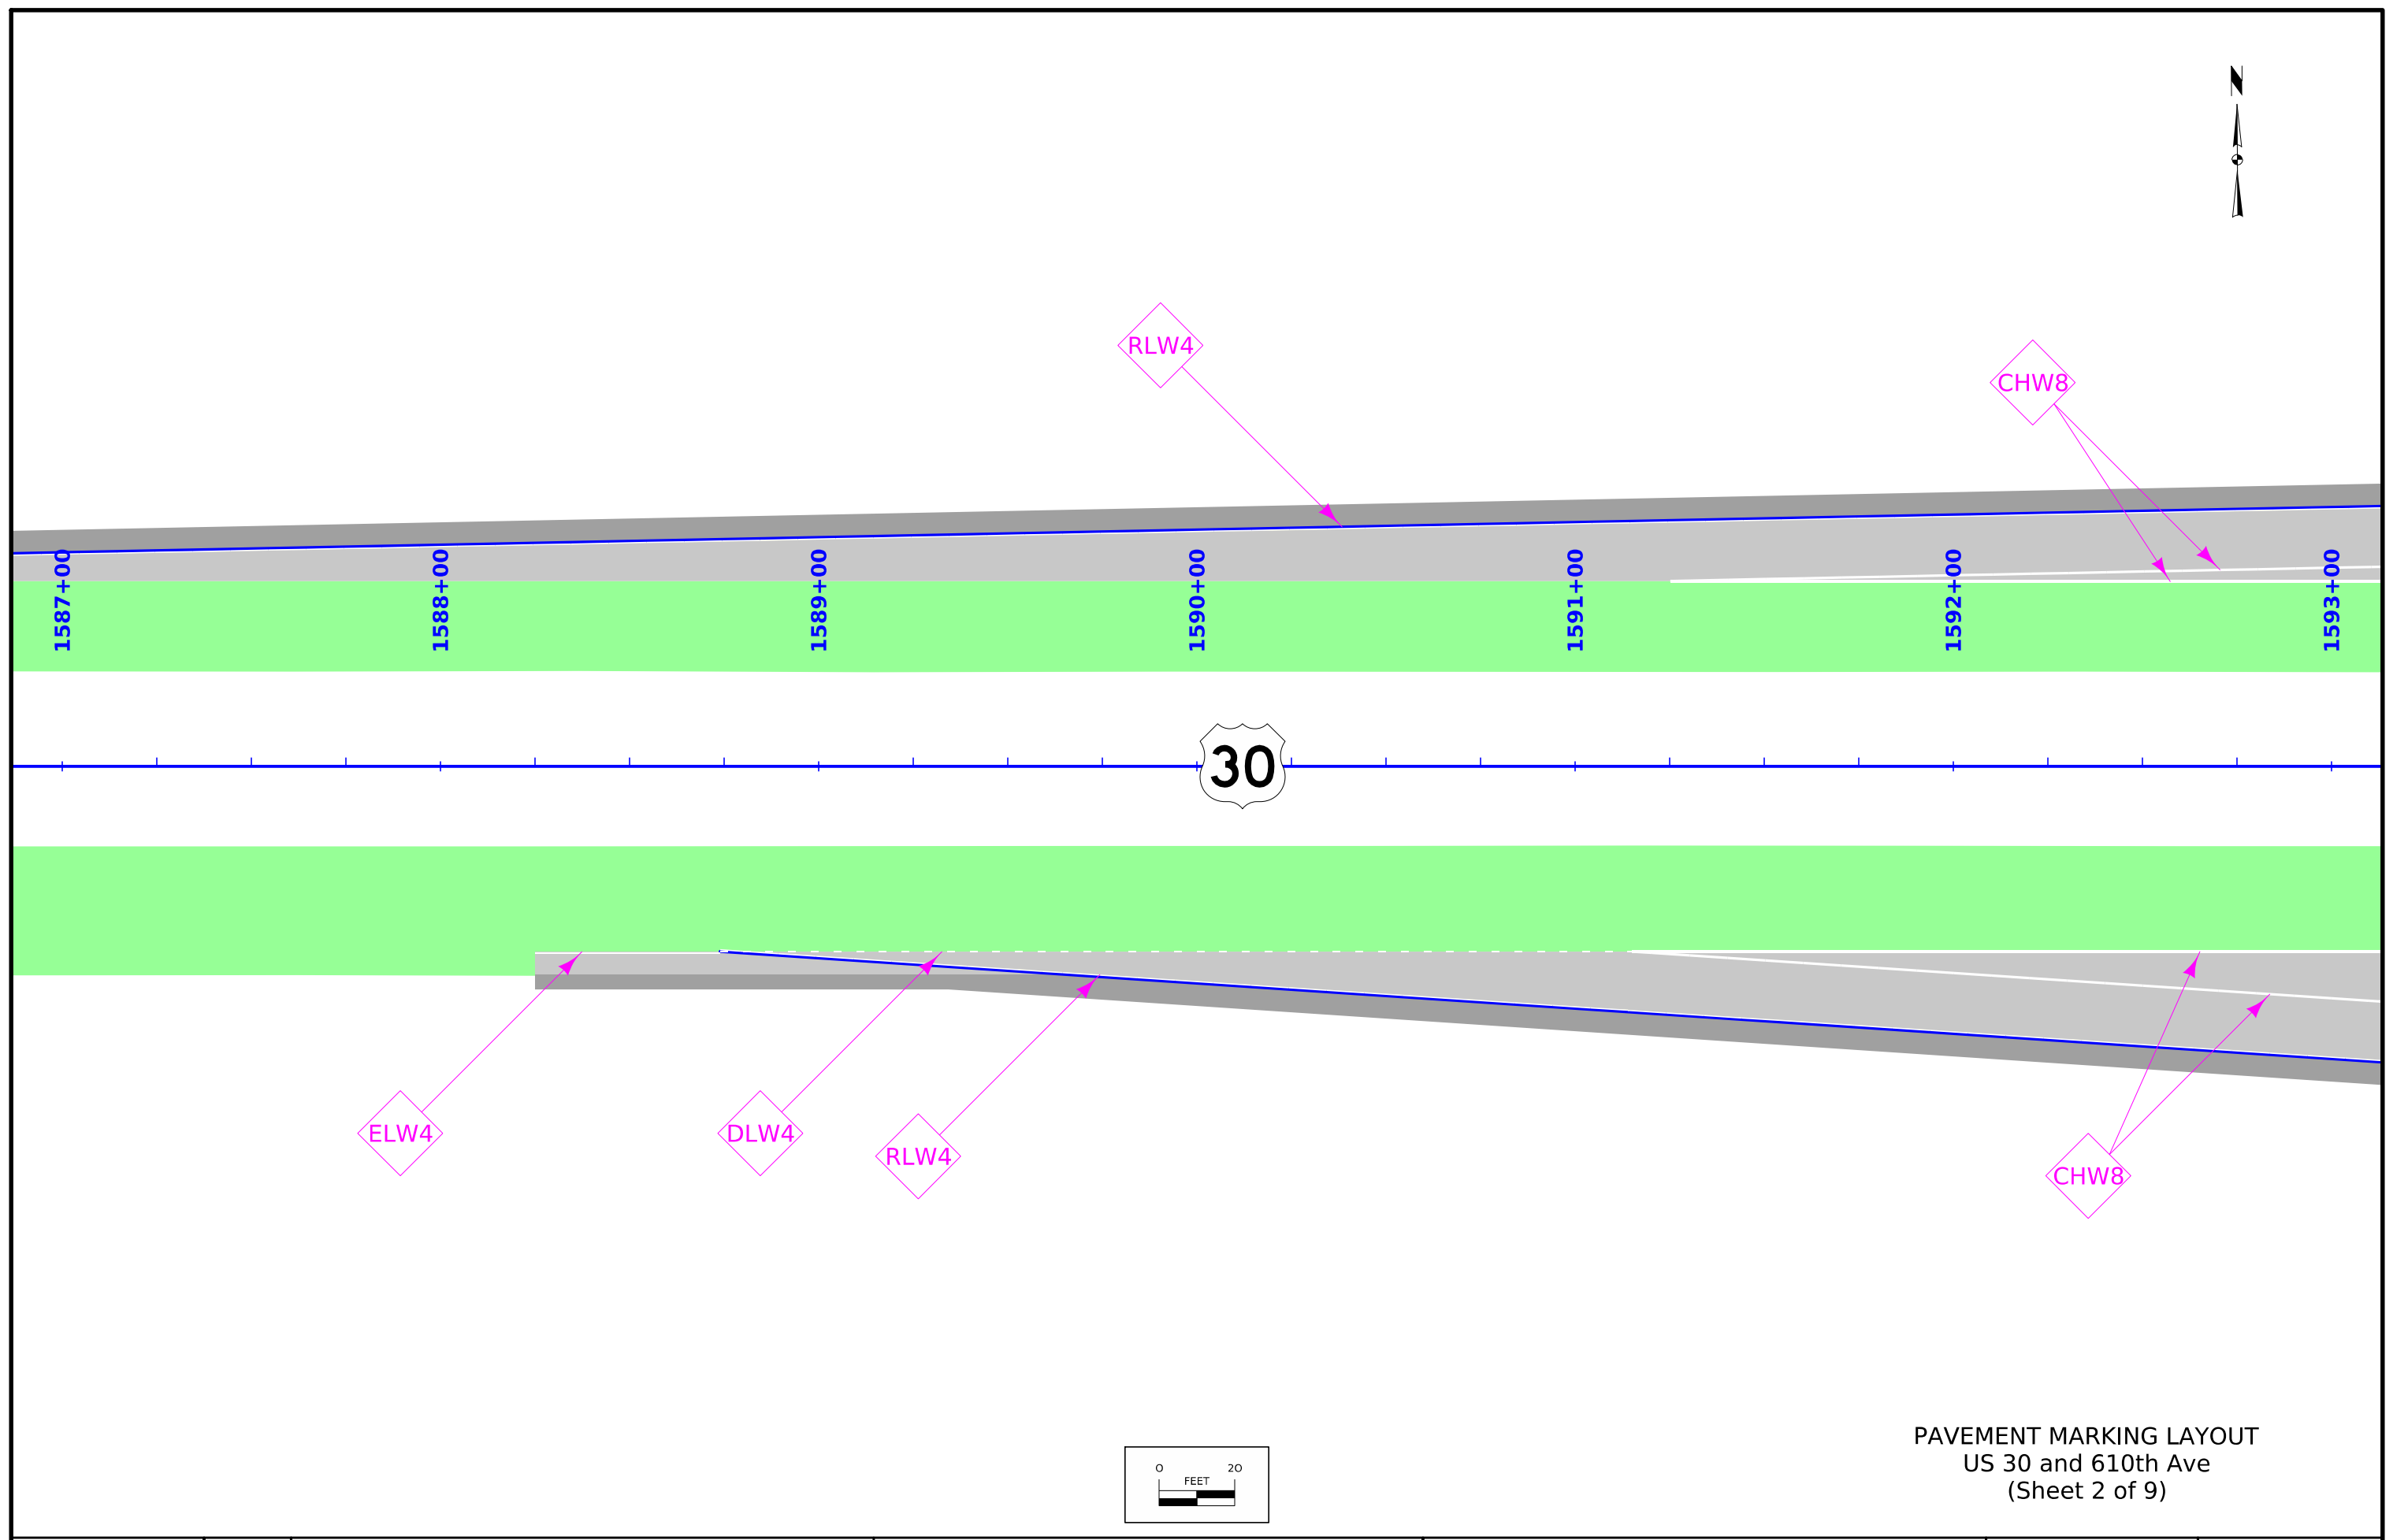 N
RLW4
CHW8
1587+00
1588+00
1589+00
1590+00
1591+00
1592+00
1593+00
30
ELW4
DLW4
RLW4
CHW8
0 20
FEET
PAVEMENT MARKING LAYOUT
US 30 and 610th Ave
(Sheet 2 of 9)